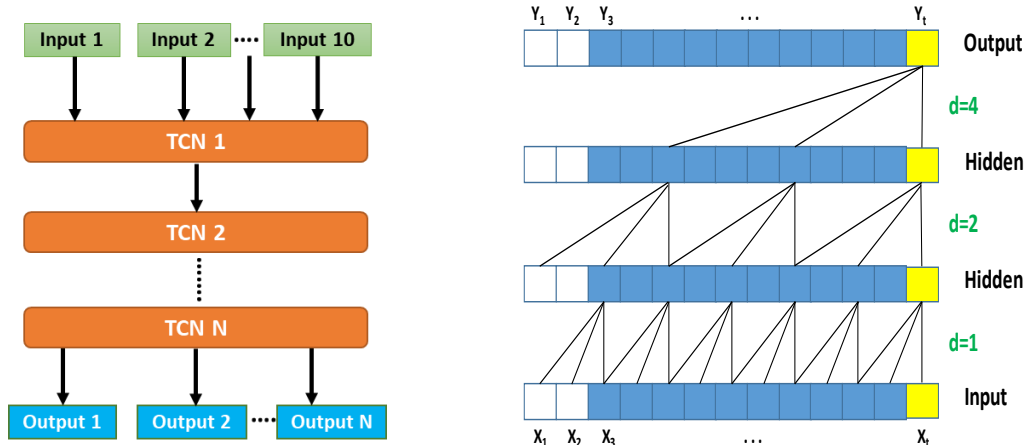 Input 1 Input 2 ···· Input 10
TCN 1
TCN 2
TCN N
Output 1 Output 2 ···· Output N
Y1 Y2 Y3 ... Yt
Output
d=4
Hidden
d=2
Hidden
d=1
Input
X1 X2 X3 ... Xt